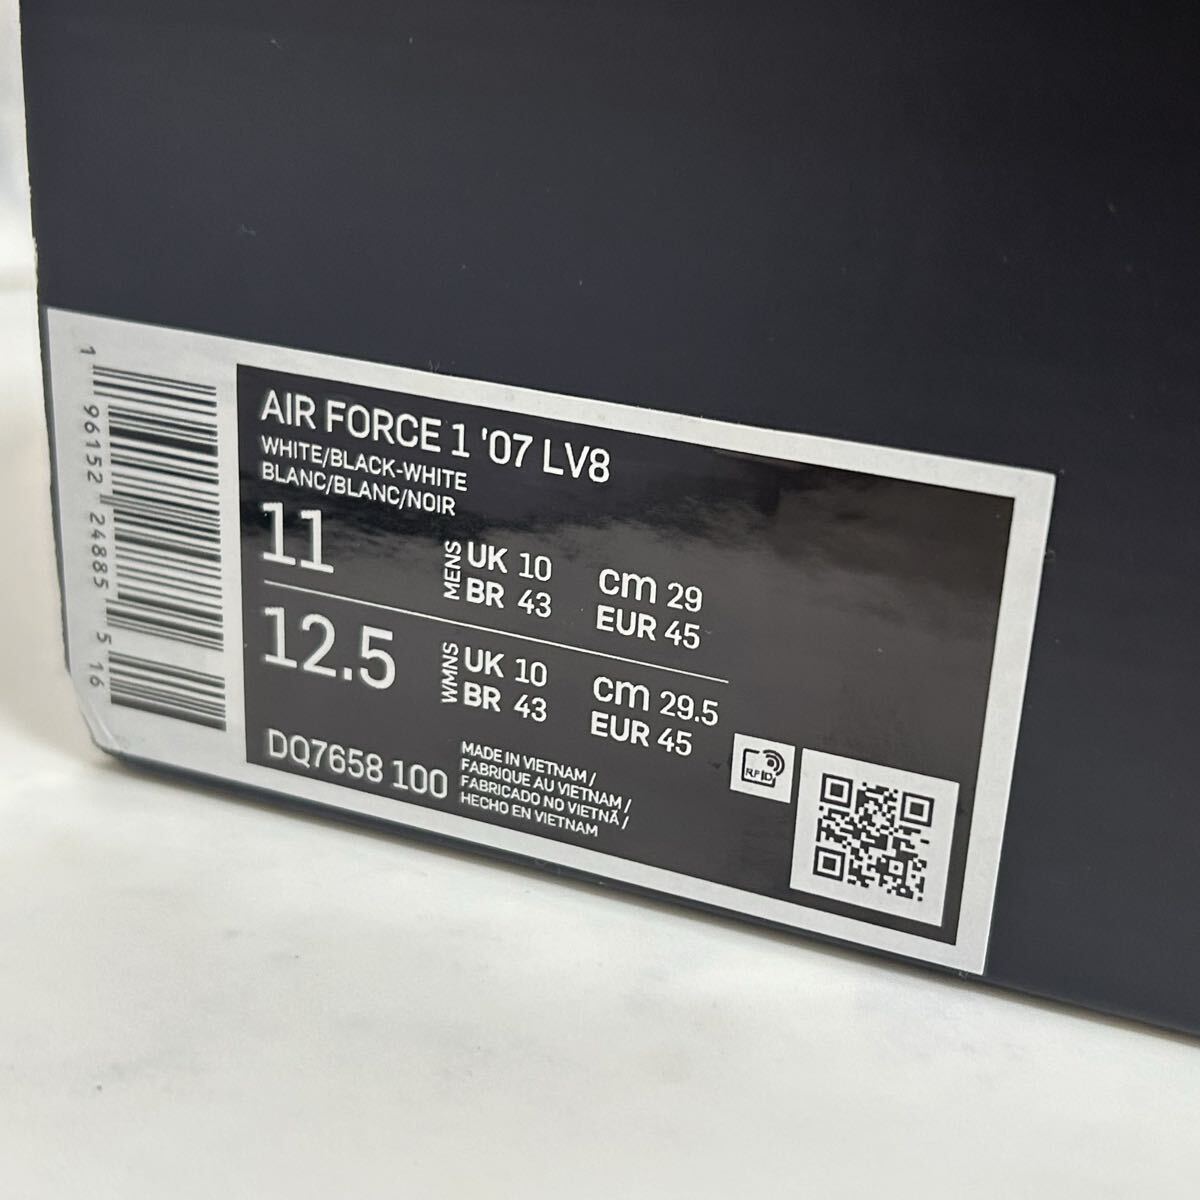 AIR FORCE 1 '07 LV8
WHITE/BLACK-WHITE
BLANC/BLANC/NOIR
11
MENS
UK 10
BR 43
cm 29
EUR 45
12.5
WMNS
UK 10
BR 43
cm 29.5
EUR 45
DQ7658 100
MADE IN VIETNAM /
FABRIQUE AU VIETNAM /
FABRICADO NO VIETNÃ /
HECHO EN VIETNAM
RFID
1 96152 24885 5 16